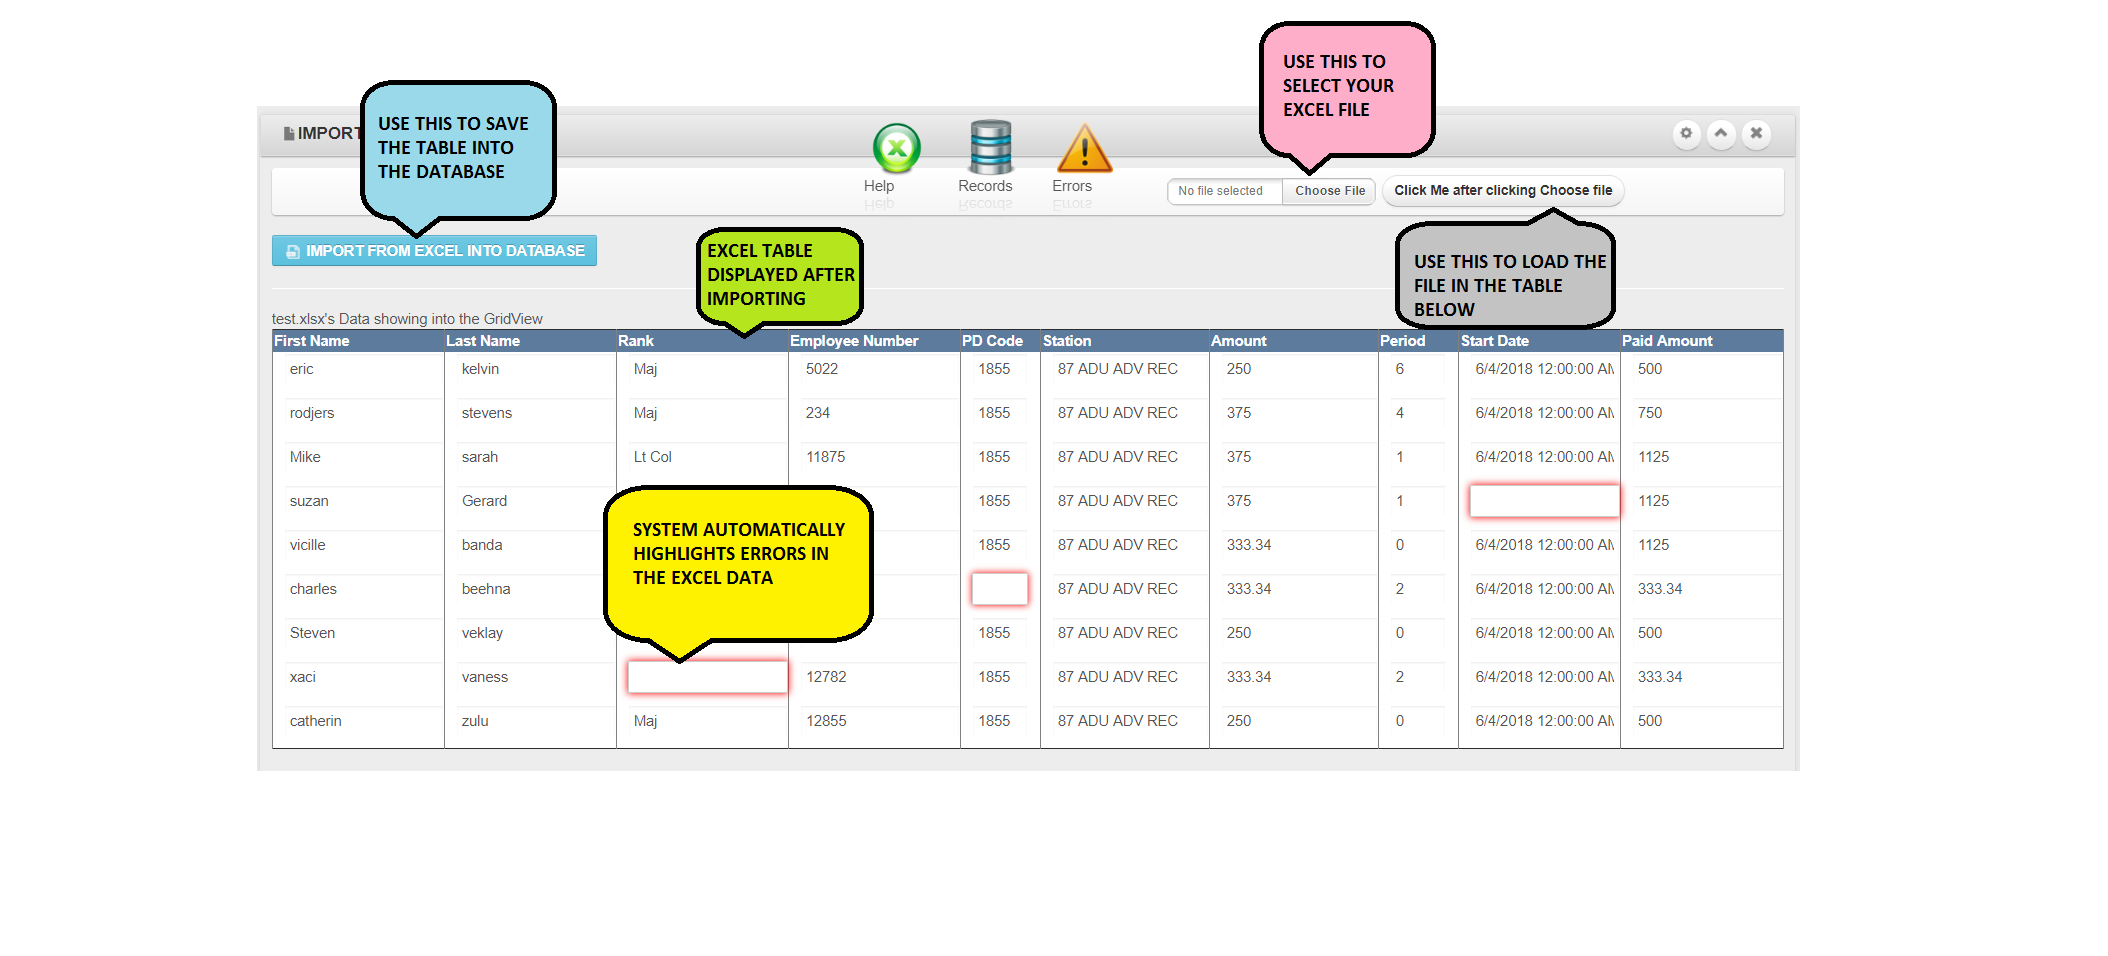 USE THIS TO
SELECT YOUR
EXCEL FILE
USE THIS TO SAVE
THE TABLE INTO
THE DATABASE
IMPORT
Help
Records
Errors
No file selected
Choose File
Click Me after clicking Choose file
IMPORT FROM EXCEL INTO DATABASE
EXCEL TABLE
DISPLAYED AFTER
IMPORTING
USE THIS TO LOAD THE
FILE IN THE TABLE
BELOW
test.xlsx's Data showing into the GridView
First Name Last Name Rank Employee Number PD Code Station Amount Period Start Date Paid Amount
eric kelvin Maj 5022 1855 87 ADU ADV REC 250 6 6/4/2018 12:00:00 AM 500
rodjers stevens Maj 234 1855 87 ADU ADV REC 375 4 6/4/2018 12:00:00 AM 750
Mike sarah Lt Col 11875 1855 87 ADU ADV REC 375 1 6/4/2018 12:00:00 AM 1125
suzan Gerard 1855 87 ADU ADV REC 375 1 1125
vicille banda 1855 87 ADU ADV REC 333.34 0 6/4/2018 12:00:00 AM 1125
charles beehna 87 ADU ADV REC 333.34 2 6/4/2018 12:00:00 AM 333.34
Steven veklay 1855 87 ADU ADV REC 250 0 6/4/2018 12:00:00 AM 500
xaci vaness 12782 1855 87 ADU ADV REC 333.34 2 6/4/2018 12:00:00 AM 333.34
catherin zulu Maj 12855 1855 87 ADU ADV REC 250 0 6/4/2018 12:00:00 AM 500
SYSTEM AUTOMATICALLY
HIGHLIGHTS ERRORS IN
THE EXCEL DATA